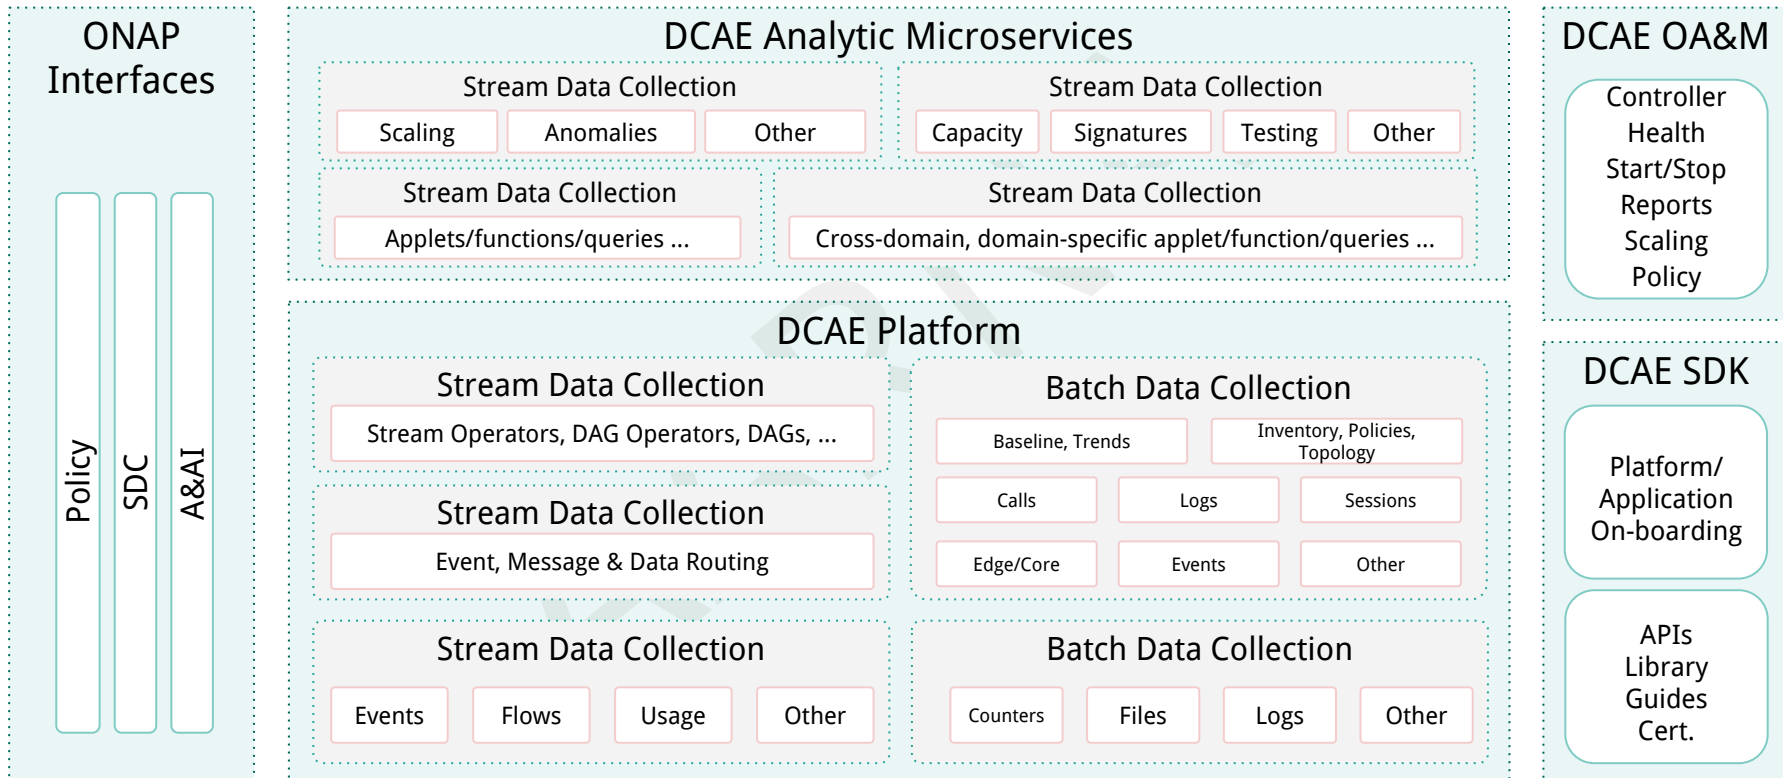 ONAP
Interfaces
Policy
SDC
A&AI
DCAE Analytic Microservices
Stream Data Collection
Scaling
Anomalies
Other
Stream Data Collection
Capacity
Signatures
Testing
Other
Stream Data Collection
Applets/functions/queries ...
Stream Data Collection
Cross-domain, domain-specific applet/function/queries ...
DCAE Platform
Stream Data Collection
Stream Operators, DAG Operators, DAGs, ...
Stream Data Collection
Event, Message & Data Routing
Batch Data Collection
Baseline, Trends
Inventory, Policies,
Topology
Calls
Logs
Sessions
Edge/Core
Events
Other
Stream Data Collection
Events
Flows
Usage
Other
Batch Data Collection
Counters
Files
Logs
Other
DCAE OA&M
Controller
Health
Start/Stop
Reports
Scaling
Policy
DCAE SDK
Platform/
Application
On-boarding
APIs
Library
Guides
Cert.